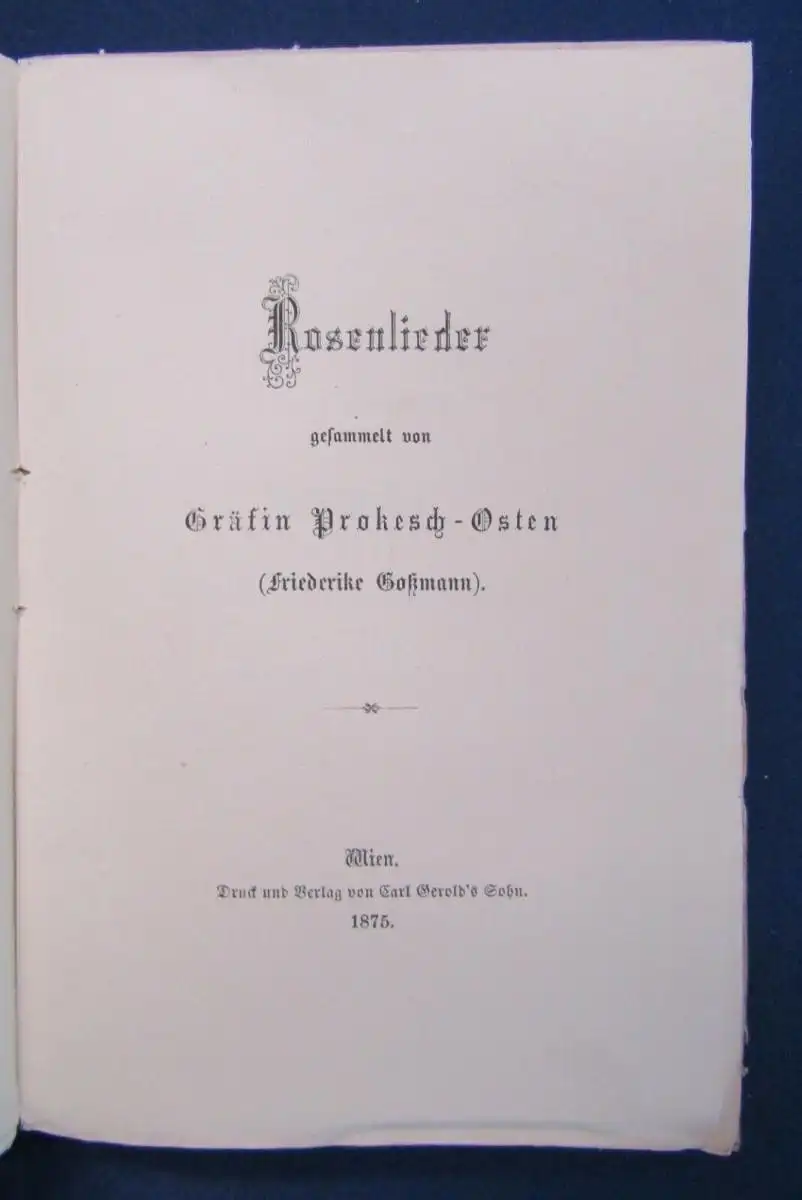 Rosenlieder
gesammelt von
Gräfin Prokesch-Osten
(Friederike Goßmann).
Wien.
Druck und Verlag von Carl Gerold's Sohn.
1875.